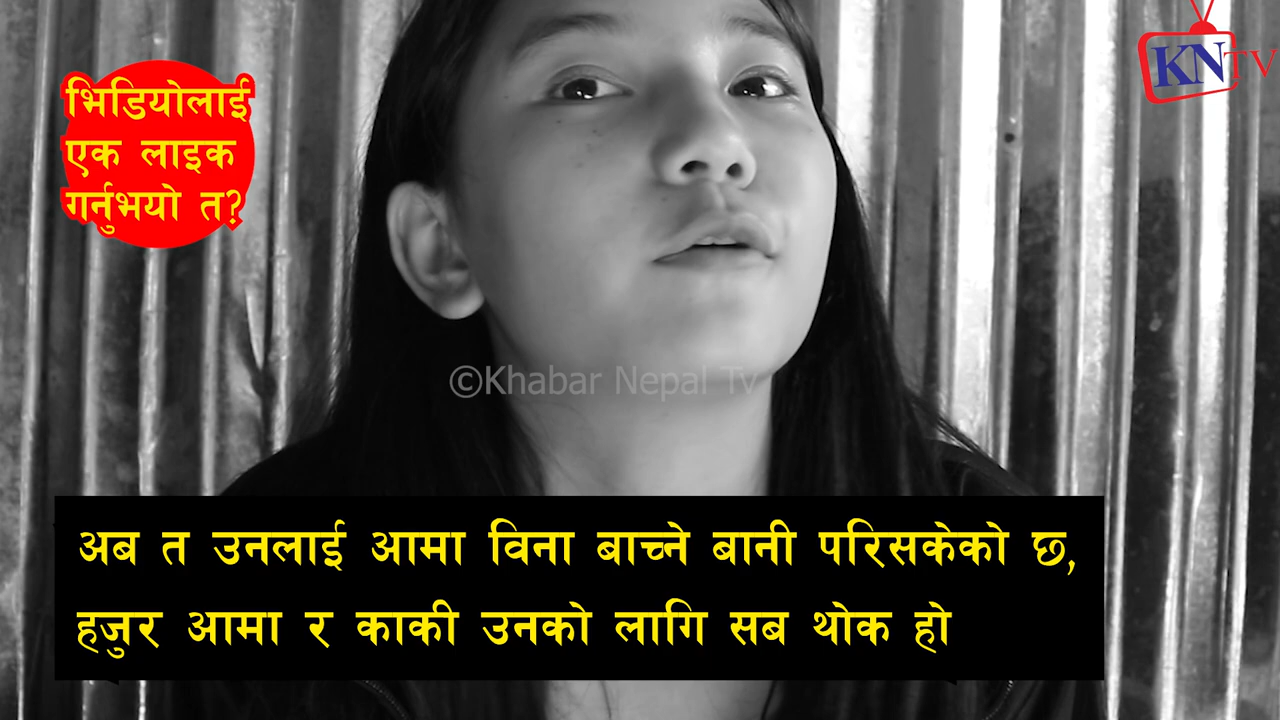 भिडियोलाई
एक लाइक
गर्नुभयो त?
KNTV
©Khabar Nepal Tv
अब त उनलाई आमा विना बाच्ने बानी परिसकेको छ,
हजुर आमा र काकी उनको लागि सब थोक हो